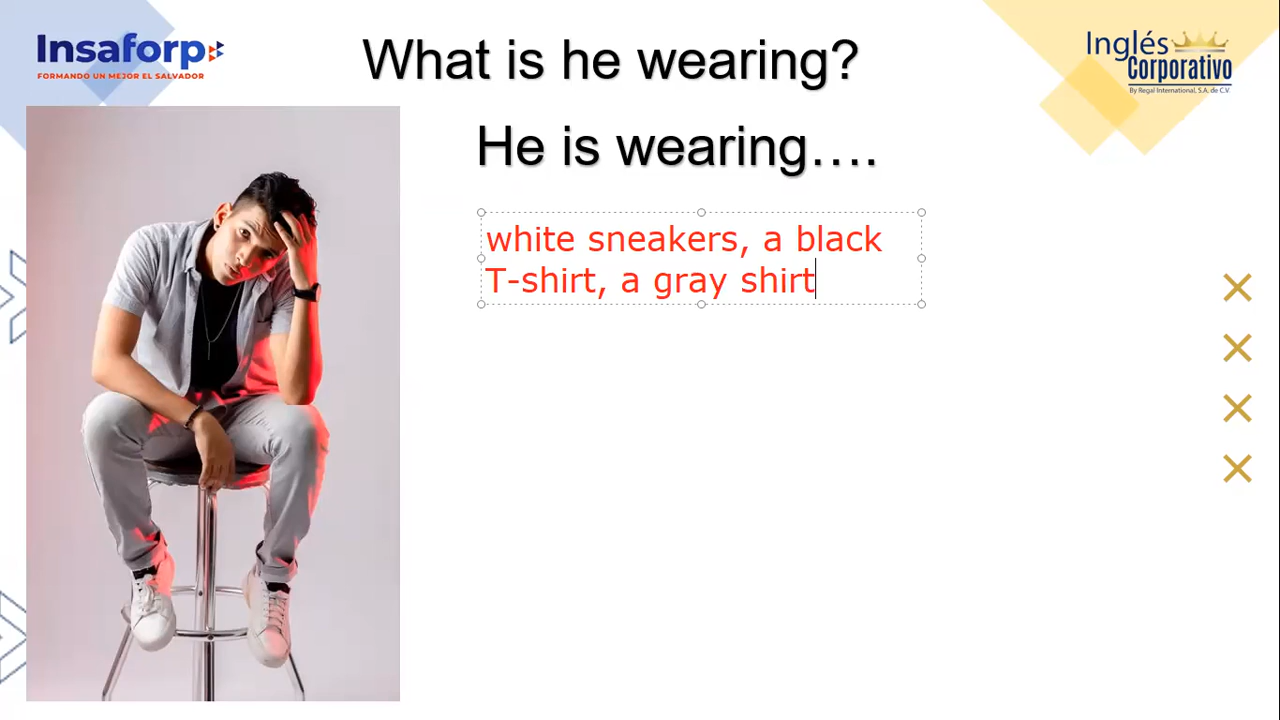 Insaforp
FORMANDO UN MEJOR EL SALVADOR
What is he wearing?
Inglés
Corporativo
By Regal International, S.A. de C.V.
He is wearing….
white sneakers, a black
T-shirt, a gray shirt